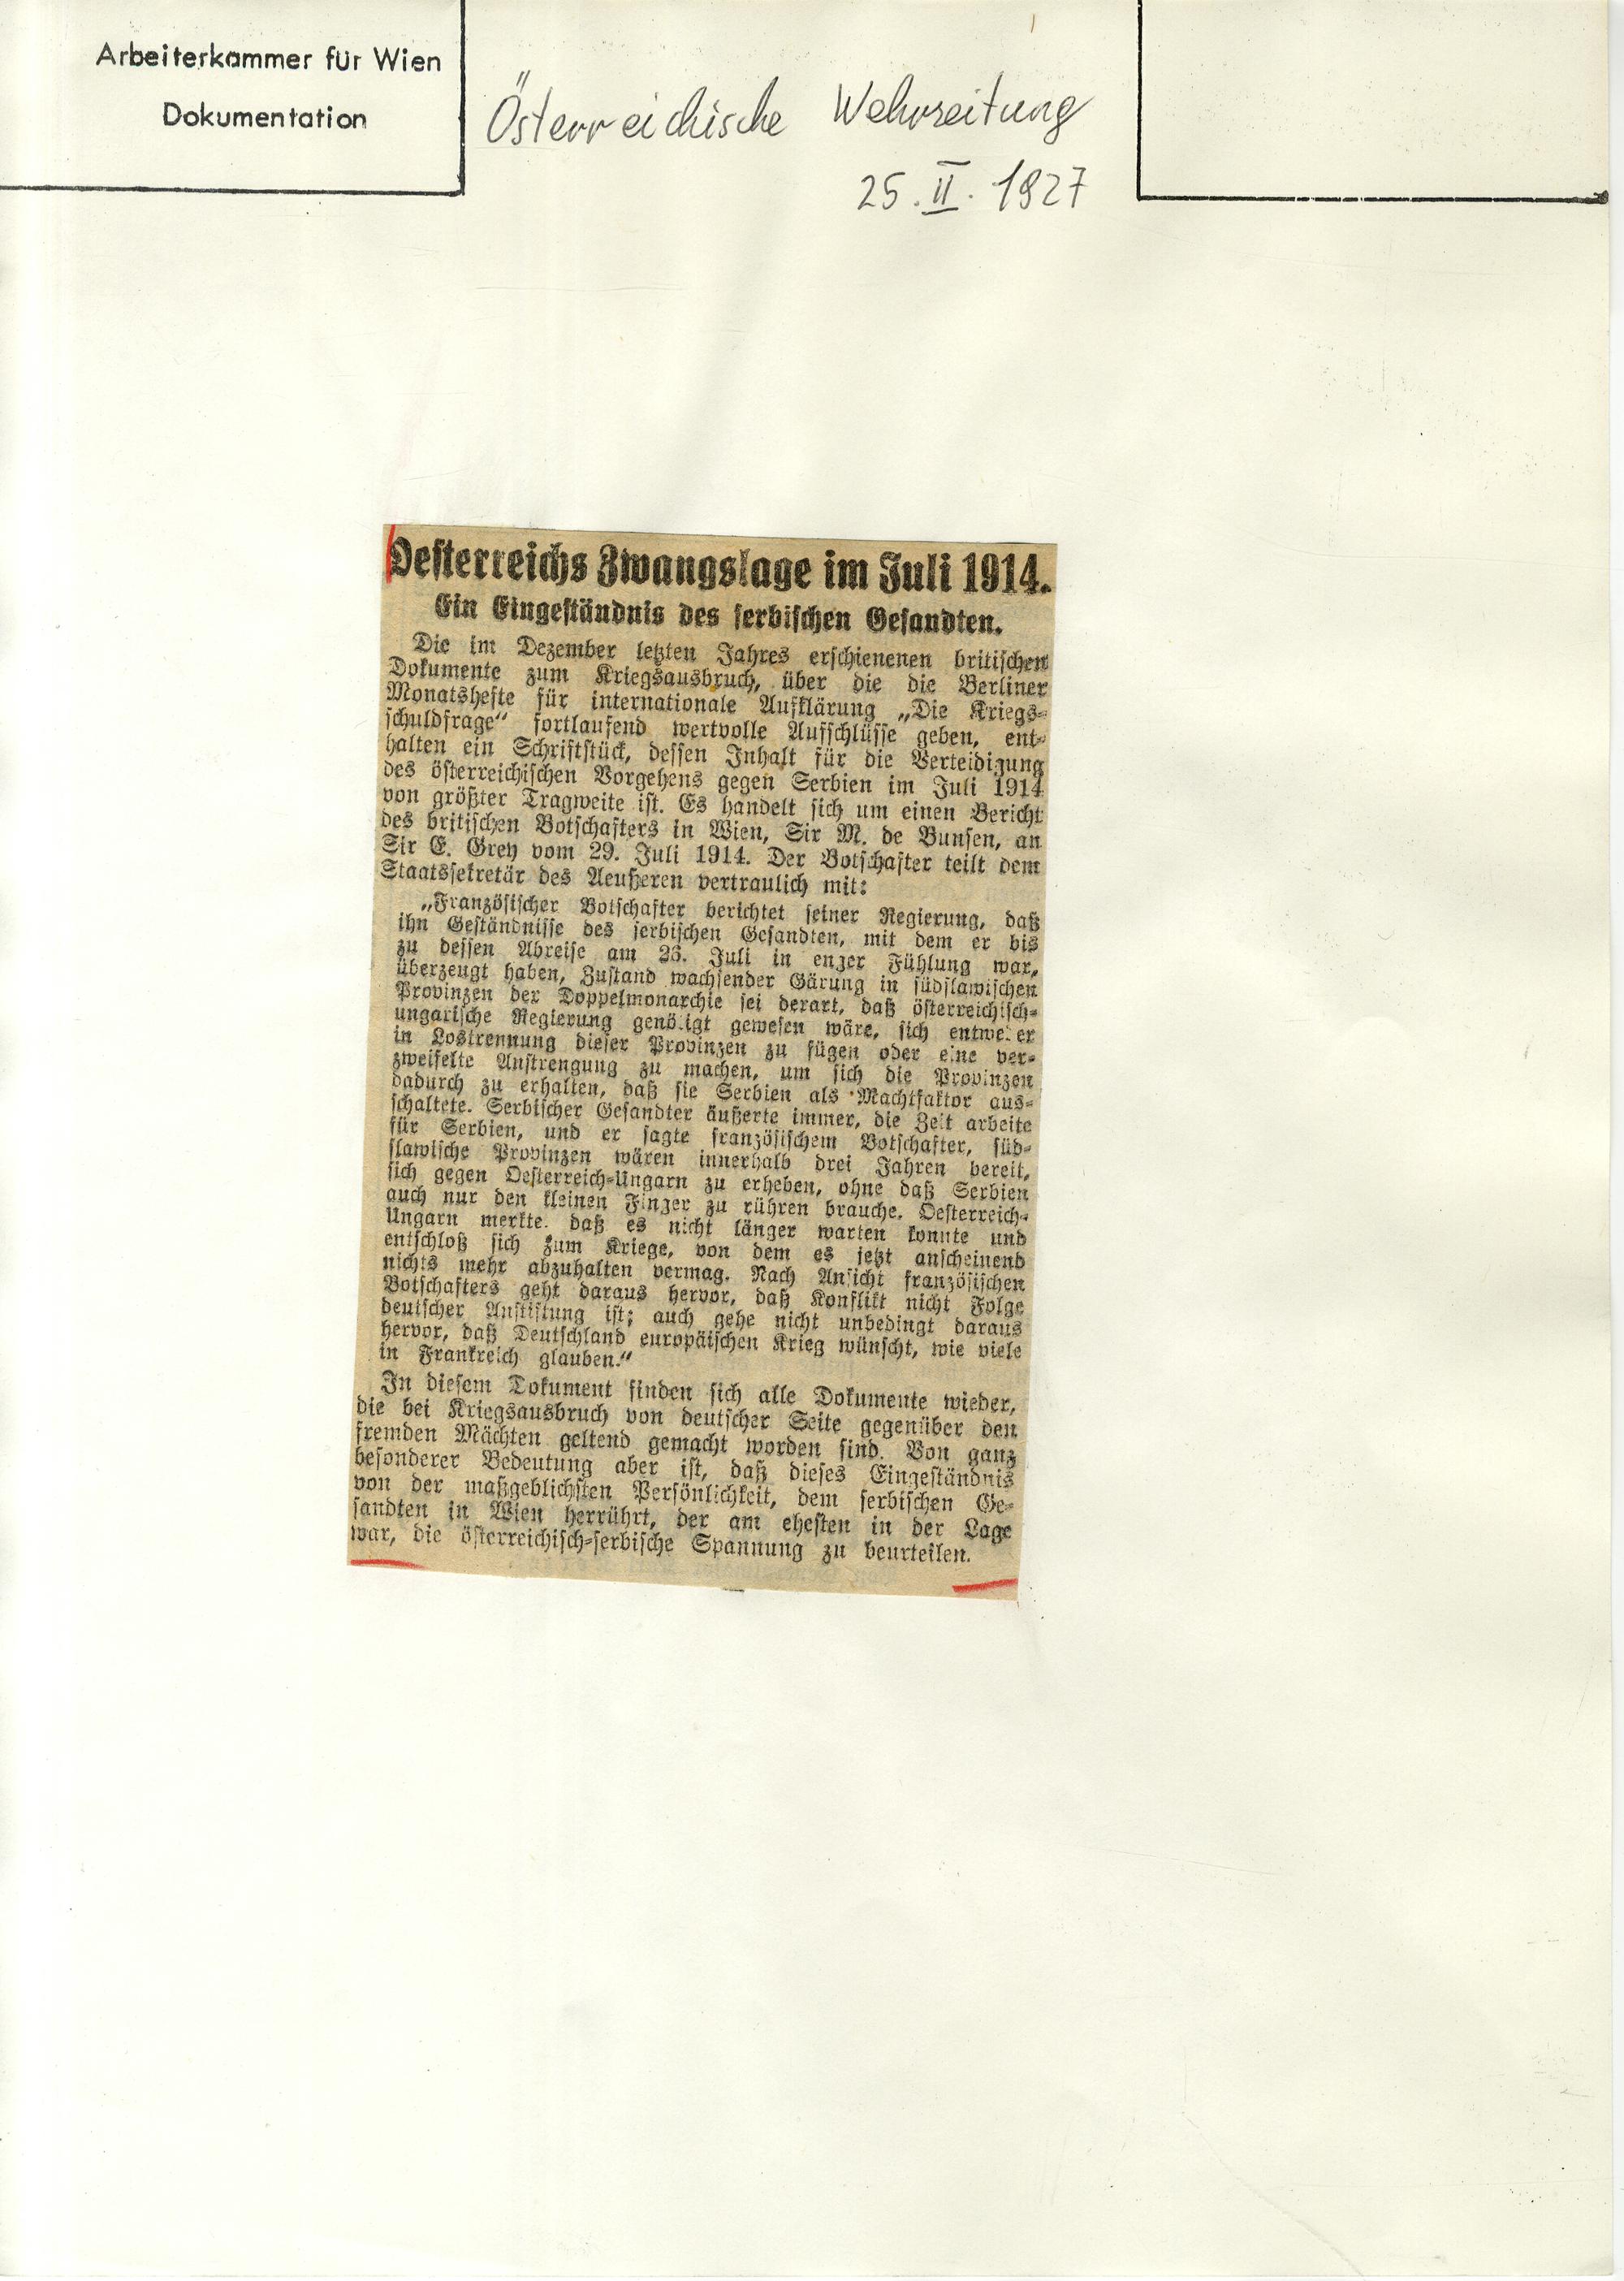 Arbeiterkammer für Wien
Dokumentation
Österreichische Wehrzeitung
25. II. 1927
Oesterreichs Zwangslage im Juli 1914.
Ein Eingeständnis des serbischen Gesandten.
Die im Dezember letzten Jahres erschienenen britischen
Dokumente zum Kriegsausbruch, über die die Berliner
Monatshefte für internationale Aufklärung „Die Kriegs-
schuldfrage“ fortlaufend wertvolle Aufschlüsse geben, ent-
halten ein Schriftstück, dessen Inhalt für die Verteidigung
des österreichischen Vorgehens gegen Serbien im Juli 1914
von größter Tragweite ist. Es handelt sich um einen Bericht
des britischen Botschafters in Wien, Sir M. de Bunsen, an
Sir E. Grey vom 29. Juli 1914. Der Botschafter teilt dem
Staatssekretär des Aeußeren vertraulich mit:
„Französischer Botschafter berichtet seiner Regierung, daß
ihn Geständnisse des serbischen Gesandten, mit dem er bis
zu dessen Abreise am 26. Juli in enger Fühlung war,
überzeugt haben, Zustand wachsender Gärung in südslawischen
Provinzen der Doppelmonarchie sei derart, daß österreichisch-
ungarische Regierung genötigt gewesen wäre, sich entweder
in Lostrennung dieser Provinzen zu fügen oder eine ver-
zweifelte Anstrengung zu machen, um sich die Provinzen
dadurch zu erhalten, daß sie Serbien als Machtfaktor aus-
schaltete. Serbischer Gesandter äußerte immer, die Zeit arbeite
für Serbien, und er sagte französischem Botschafter, süd-
slawische Provinzen wären innerhalb drei Jahren bereit,
sich gegen Oesterreich-Ungarn zu erheben, ohne daß Serbien
auch nur den kleinen Finger zu rühren brauche. Oesterreich-
Ungarn merkte, daß es nicht länger warten konnte und
entschloß sich zum Kriege, von dem es jetzt anscheinend
nichts mehr abzuhalten vermag. Nach Ansicht französischen
Botschafters geht daraus hervor, daß Konflikt nicht Folge
deutscher Anstiftung ist; auch gehe nicht unbedingt daraus
hervor, daß Deutschland europäischen Krieg wünscht, wie viele
in Frankreich glauben.“
In diesem Dokument finden sich alle Dokumente wieder,
die bei Kriegsausbruch von deutscher Seite gegenüber den
fremden Mächten geltend gemacht worden sind. Von ganz
besonderer Bedeutung aber ist, daß dieses Eingeständnis
von der maßgeblichsten Persönlichkeit, dem serbischen Ge-
sandten in Wien herrührt, der am ehesten in der Lage
war, die österreichisch-serbische Spannung zu beurteilen.